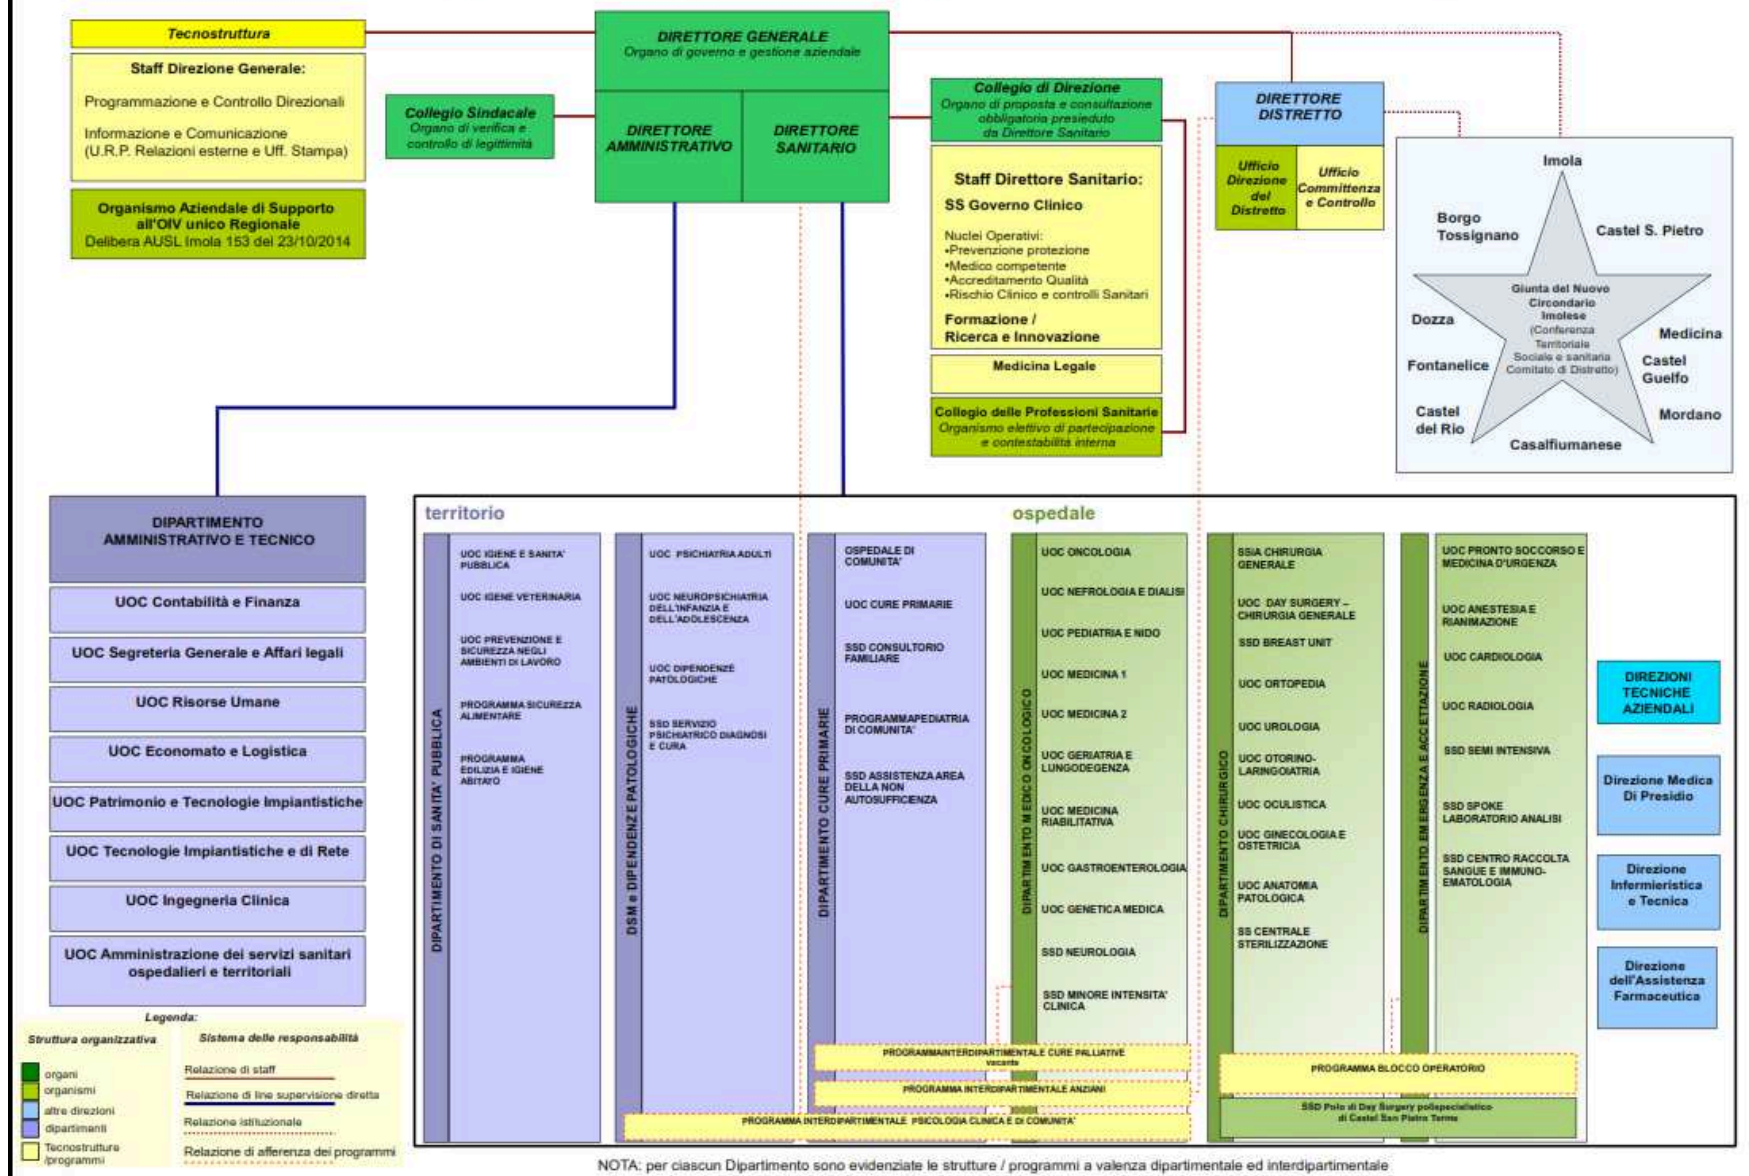 Tecnostruttura
Staff Direzione Generale:
Programmazione e Controllo Direzionali
Informazione e Comunicazione
(U.R.P. Relazioni esterne e Uff. Stampa)
Organismo Aziendale di Supporto
all'OIV unico Regionale
Delibera AUSL Imola 153 del 23/10/2014
Collegio Sindacale
Organo di verifica e
controllo di legittimità
DIRETTORE GENERALE
Organo di governo e gestione aziendale
DIRETTORE
AMMINISTRATIVO
DIRETTORE
SANITARIO
Collegio di Direzione
Organo di proposta e consultazione
obbligatoria presieduto
da Direttore Sanitario
Staff Direttore Sanitario:
SS Governo Clinico
Nuclei Operativi:
•Prevenzione protezione
•Medico competente
•Accreditamento Qualità
•Rischio Clinico e controlli Sanitari
Formazione /
Ricerca e Innovazione
Medicina Legale
Collegio delle Professioni Sanitarie
Organismo elettivo di partecipazione
e contestabilità interna
DIRETTORE
DISTRETTO
Ufficio
Direzione
del
Distretto
Ufficio
Committenza
e Controllo
Imola
Borgo
Tossignano
Castel S. Pietro
Giunta del Nuovo
Circondario
Imolese
(Conferenza
Territoriale
Sociale e sanitaria
Comitato di Distretto)
Dozza
Medicina
Fontanelice
Castel
Guelfo
Castel
del Rio
Mordano
Casalfiumanese
DIPARTIMENTO
AMMINISTRATIVO E TECNICO
UOC Contabilità e Finanza
UOC Segreteria Generale e Affari legali
UOC Risorse Umane
UOC Economato e Logistica
UOC Patrimonio e Tecnologie Impiantistiche
UOC Tecnologie Impiantistiche e di Rete
UOC Ingegneria Clinica
UOC Amministrazione dei servizi sanitari
ospedalieri e territoriali
territorio
DIPARTIMENTO DI SANITA' PUBBLICA
UOC IGIENE E SANITA'
PUBBLICA
UOC IGENE VETERINARIA
UOC PREVENZIONE E
SICUREZZA NEGLI
AMBIENTI DI LAVORO
PROGRAMMA SICUREZZA
ALIMENTARE
PROGRAMMA
EDILIZIA E IGIENE
ABITATO
DSM e DIPENDENZE PATOLOGICHE
UOC PSICHIATRIA ADULTI
UOC NEUROPSICHIATRIA
DELL'INFANZIA E
DELL'ADOLESCENZA
UOC DIPENDENZE
PATOLOGICHE
SSD SERVIZIO
PSICHIATRICO DIAGNOSI
E CURA
DIPARTIMENTO CURE PRIMARIE
OSPEDALE DI
COMUNITA'
UOC CURE PRIMARIE
SSD CONSULTORIO
FAMILIARE
PROGRAMMAPEDIATRIA
DI COMUNITA'
SSD ASSISTENZA AREA
DELLA NON
AUTOSUFFICIENZA
ospedale
DIPARTIMENTO MEDICO ONCOLOGICO
UOC ONCOLOGIA
UOC NEFROLOGIA E DIALISI
UOC PEDIATRIA E NIDO
UOC MEDICINA 1
UOC MEDICINA 2
UOC GERIATRIA E
LUNGODEGENZA
UOC MEDICINA
RIABILITATIVA
UOC GASTROENTEROLOGIA
UOC GENETICA MEDICA
SSD NEUROLOGIA
SSD MINORE INTENSITA'
CLINICA
DIPARTIMENTO CHIRURGICO
SSIA CHIRURGIA
GENERALE
UOC DAY SURGERY –
CHIRURGIA GENERALE
SSD BREAST UNIT
UOC ORTOPEDIA
UOC UROLOGIA
UOC OTORINO-
LARINGOIATRIA
UOC OCULISTICA
UOC GINECOLOGIA E
OSTETRICIA
UOC ANATOMIA
PATOLOGICA
SS CENTRALE
STERILIZZAZIONE
DIPARTIMENTO EMERGENZA E ACCETTAZIONE
UOC PRONTO SOCCORSO E
MEDICINA D'URGENZA
UOC ANESTESIA E
RIANIMAZIONE
UOC CARDIOLOGIA
UOC RADIOLOGIA
SSD SEMI INTENSIVA
SSD SPOKE
LABORATORIO ANALISI
SSD CENTRO RACCOLTA
SANGUE E IMMUNO-
EMATOLOGIA
DIREZIONI
TECNICHE
AZIENDALI
Direzione Medica
Di Presidio
Direzione
Infermieristica
e Tecnica
Direzione
dell'Assistenza
Farmaceutica
PROGRAMMAINTERDIPARTIMENTALE CURE PALLIATIVE
vacante
PROGRAMMA INTERDIPARTIMENTALE ANZIANI
PROGRAMMA INTERDIPARTIMENTALE PSICOLOGIA CLINICA E DI COMUNITA'
PROGRAMMA BLOCCO OPERATORIO
SSD Polo di Day Surgery polispecialistico
di Castel San Pietro Terme
Legenda:
Struttura organizzativa
organi
organismi
altre direzioni
dipartimenti
Tecnostrutture
/programmi
Sistema delle responsabilità
Relazione di staff
Relazione di line supervisione diretta
Relazione istituzionale
Relazione di afferenza dei programmi
NOTA: per ciascun Dipartimento sono evidenziate le strutture / programmi a valenza dipartimentale ed interdipartimentale